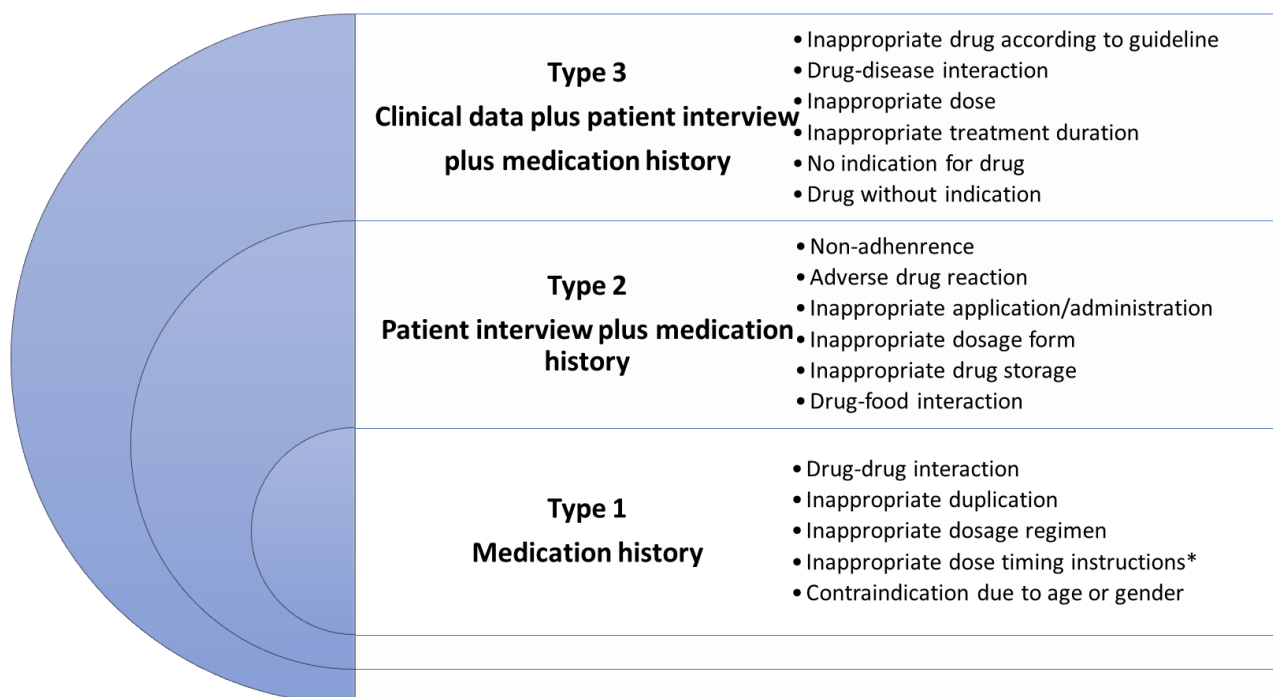 Type 3
Clinical data plus patient interview
plus medication history
• Inappropriate drug according to guideline
• Drug-disease interaction
• Inappropriate dose
• Inappropriate treatment duration
• No indication for drug
• Drug without indication
Type 2
Patient interview plus medication
history
• Non-adhenrence
• Adverse drug reaction
• Inappropriate application/administration
• Inappropriate dosage form
• Inappropriate drug storage
• Drug-food interaction
Type 1
Medication history
• Drug-drug interaction
• Inappropriate duplication
• Inappropriate dosage regimen
• Inappropriate dose timing instructions*
• Contraindication due to age or gender